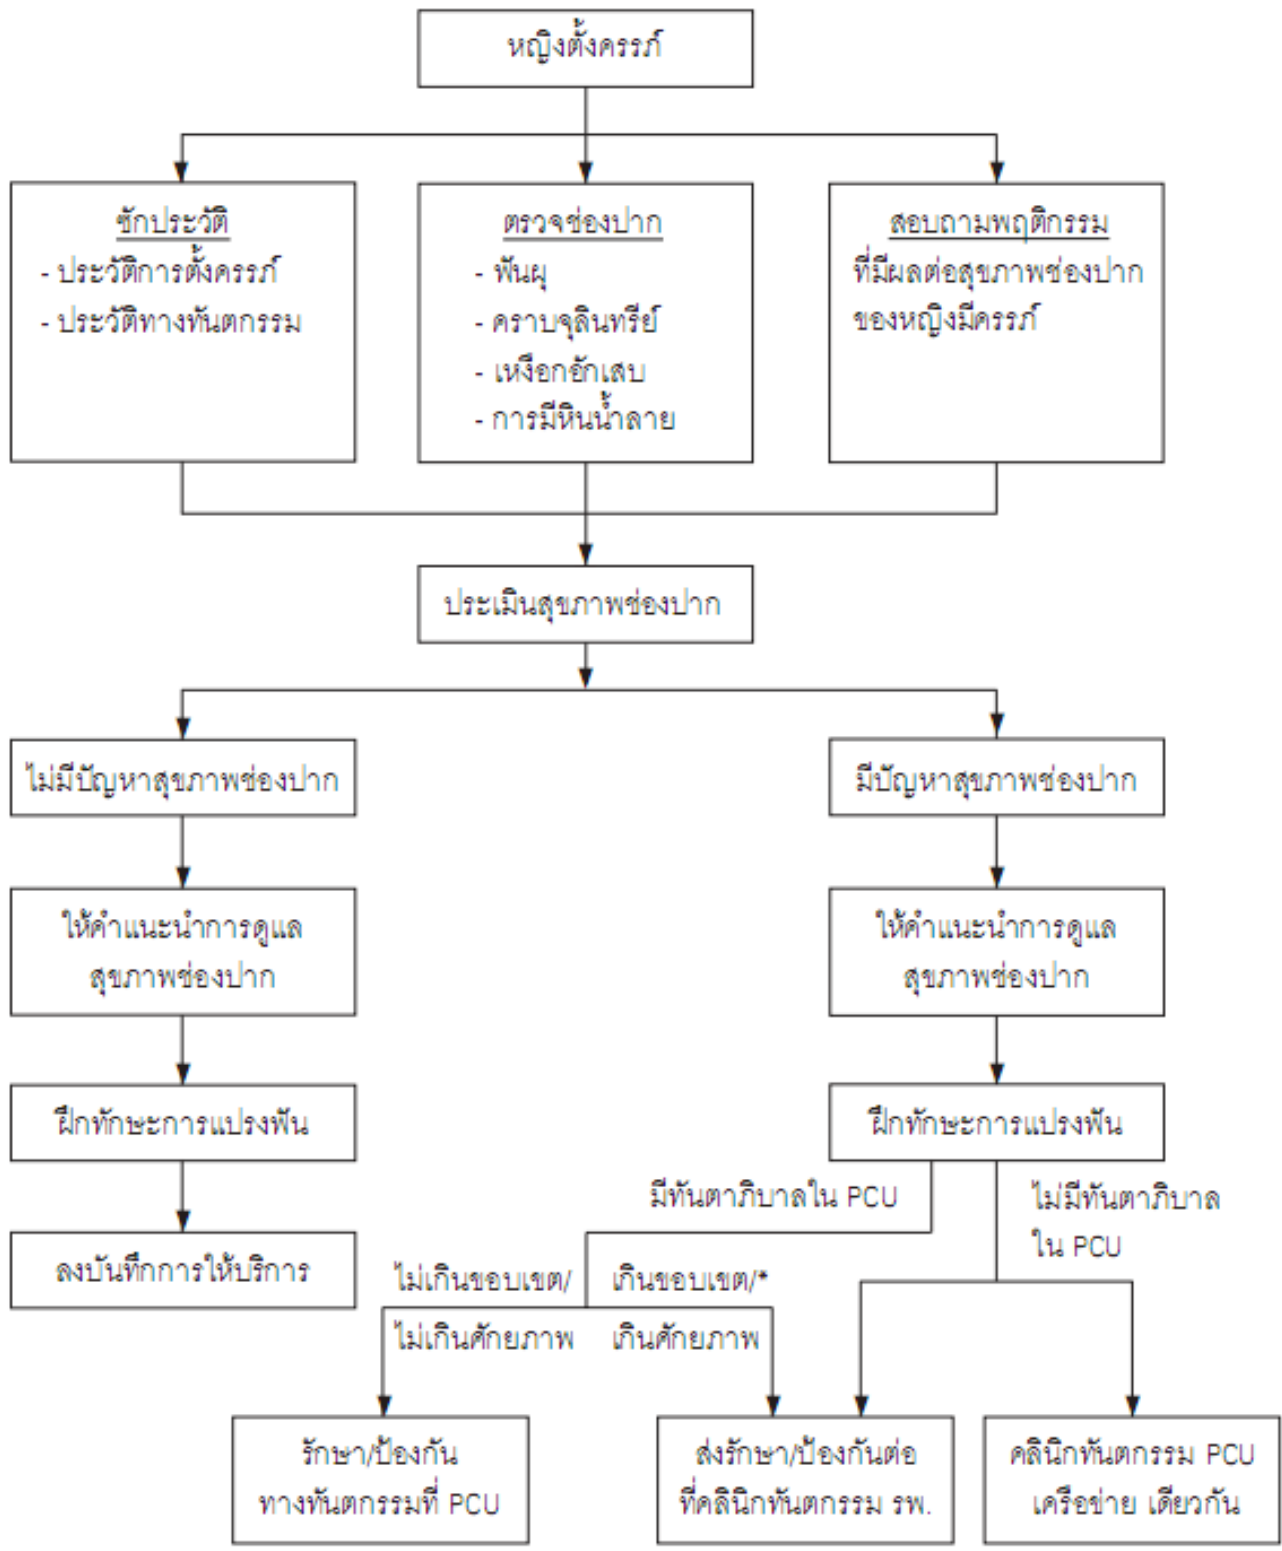 หญิงตั้งครรภ์
ซักประวัติ
- ประวัติการตั้งครรภ์
- ประวัติทางทันตกรรม
ตรวจช่องปาก
- ฟันผุ
- คราบจุลินทรีย์
- เหงือกอักเสบ
- การมีหินน้ำลาย
สอบถามพฤติกรรม
ที่มีผลต่อสุขภาพช่องปาก
ของหญิงมีครรภ์
ประเมินสุขภาพช่องปาก
ไม่มีปัญหาสุขภาพช่องปาก
มีปัญหาสุขภาพช่องปาก
ให้คำแนะนำการดูแล
สุขภาพช่องปาก
ให้คำแนะนำการดูแล
สุขภาพช่องปาก
ฝึกทักษะการแปรงฟัน
ฝึกทักษะการแปรงฟัน
มีทันตาภิบาลใน PCU
ไม่มีทันตาภิบาล
ใน PCU
ลงบันทึกการให้บริการ
ไม่เกินขอบเขต/
ไม่เกินศักยภาพ
เกินขอบเขต/*
เกินศักยภาพ
รักษา/ป้องกัน
ทางทันตกรรมที่ PCU
ส่งรักษา/ป้องกันต่อ
ที่คลินิกทันตกรรม รพ.
คลินิกทันตกรรม PCU
เครือข่าย เดียวกัน